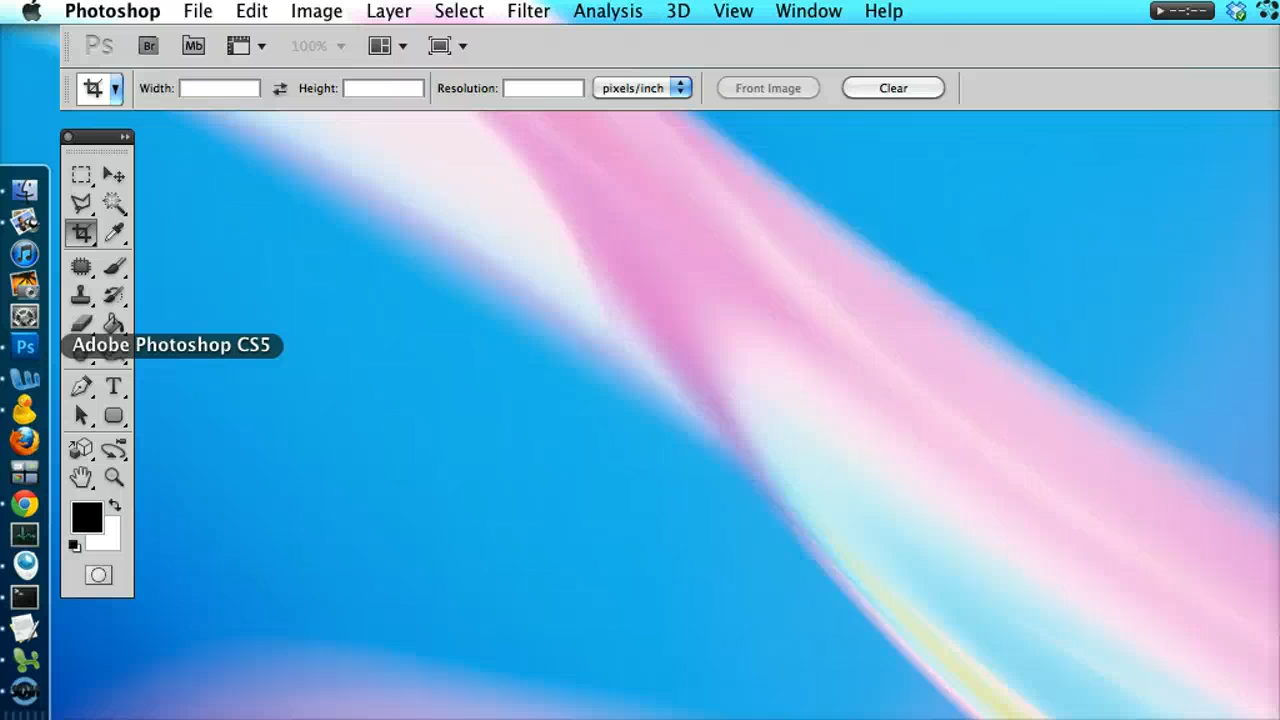 Photoshop File Edit Image Layer Select Filter Analysis 3D View Window Help --:--
Ps Br Mb 100%
Width: Height: Resolution: pixels/inch Front Image Clear
T
Ps Adobe Photoshop CS5